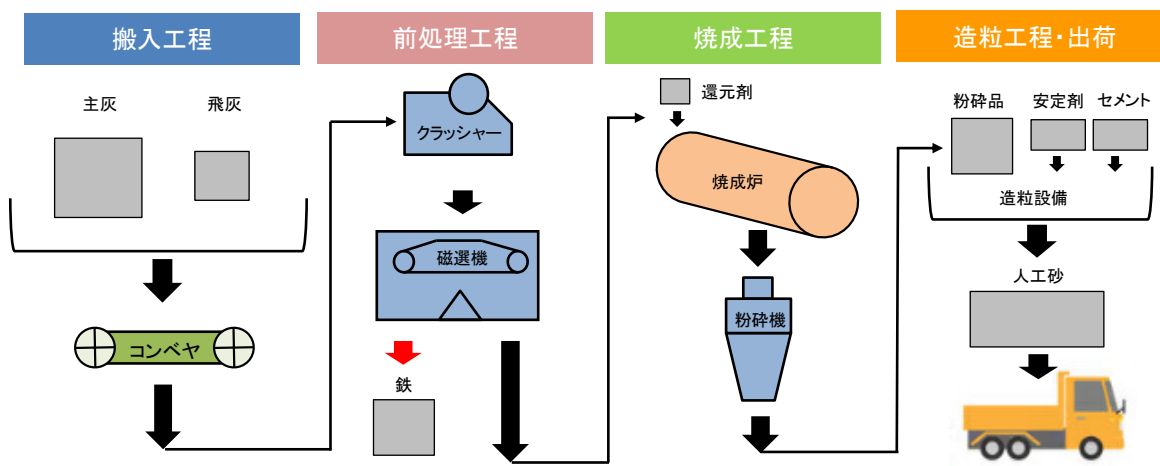 搬入工程
前処理工程
焼成工程
造粒工程・出荷
主灰
飛灰
コンベヤ
クラッシャー
磁選機
鉄
還元剤
焼成炉
粉砕機
粉砕品
安定剤
セメント
造粒設備
人工砂